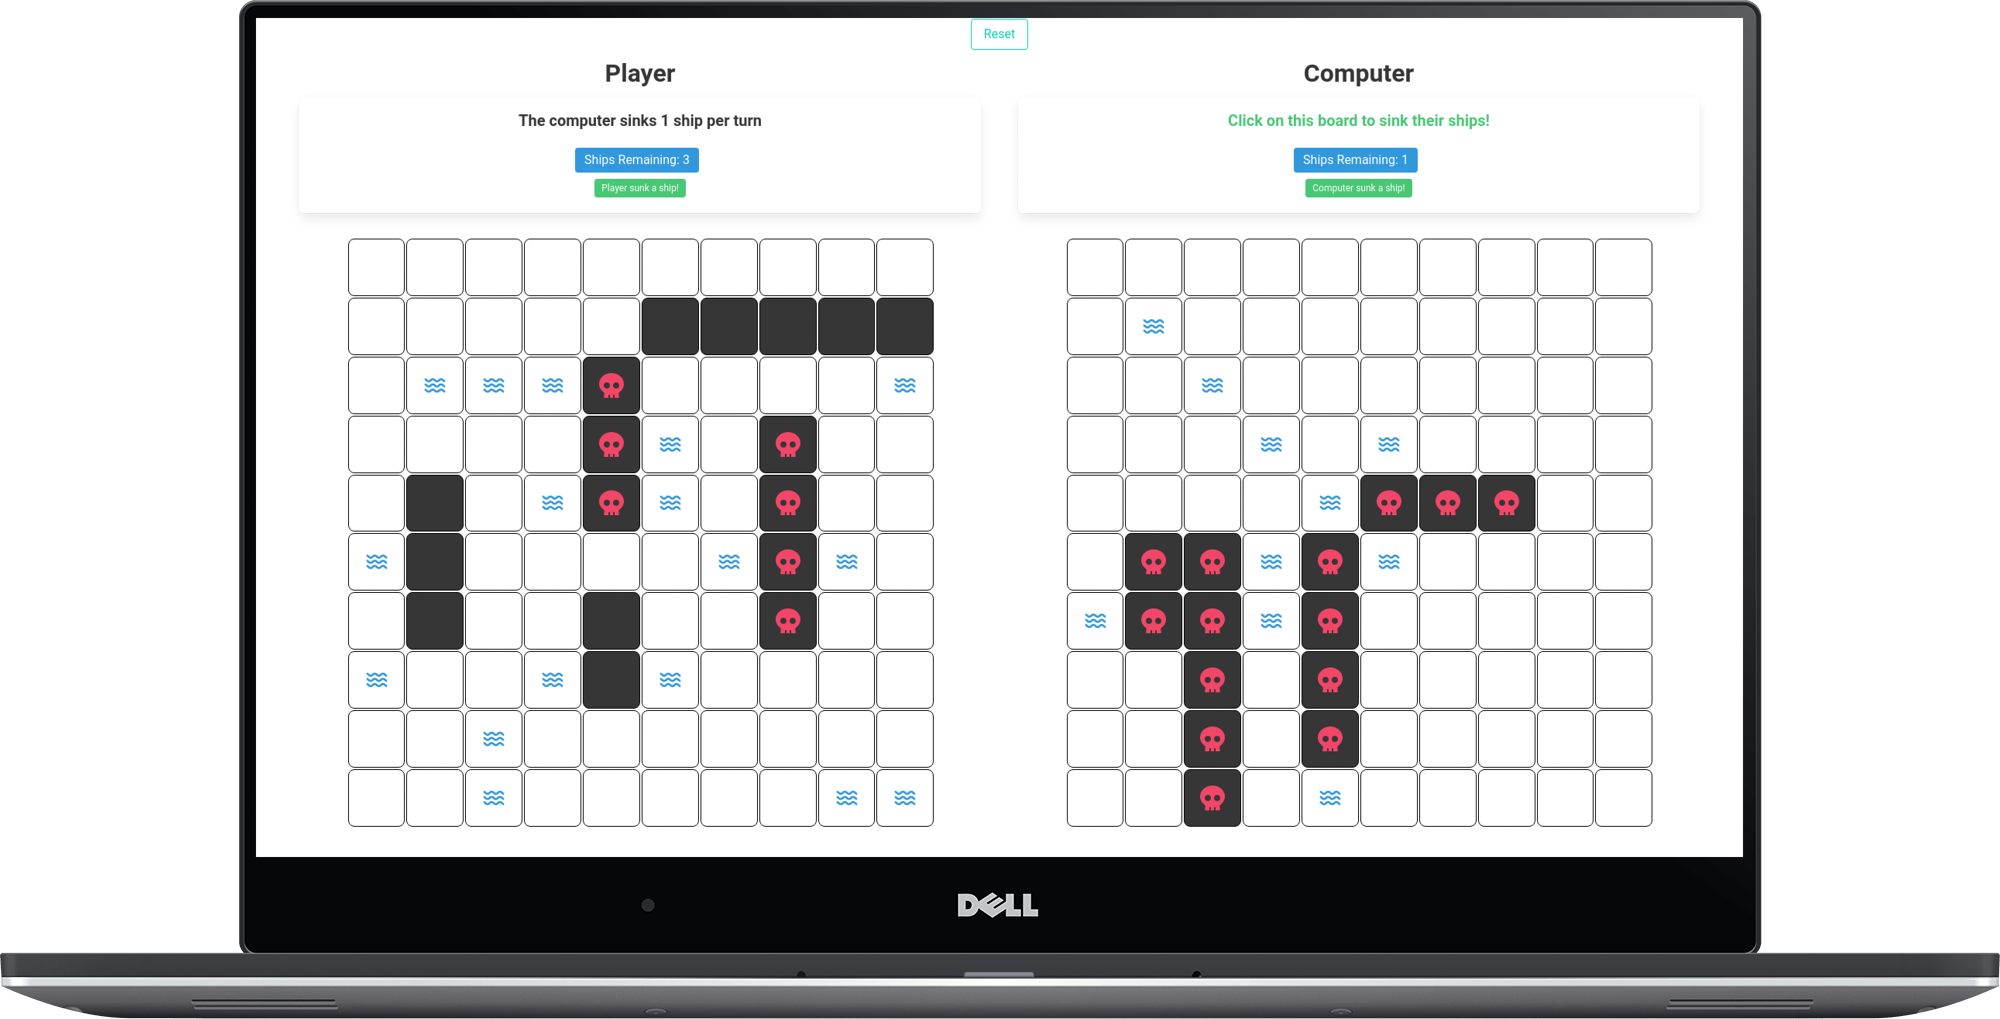 Reset
Player
The computer sinks 1 ship per turn
Ships Remaining: 3
Player sunk a ship!
Computer
Click on this board to sink their ships!
Ships Remaining: 1
Computer sunk a ship!
DELL